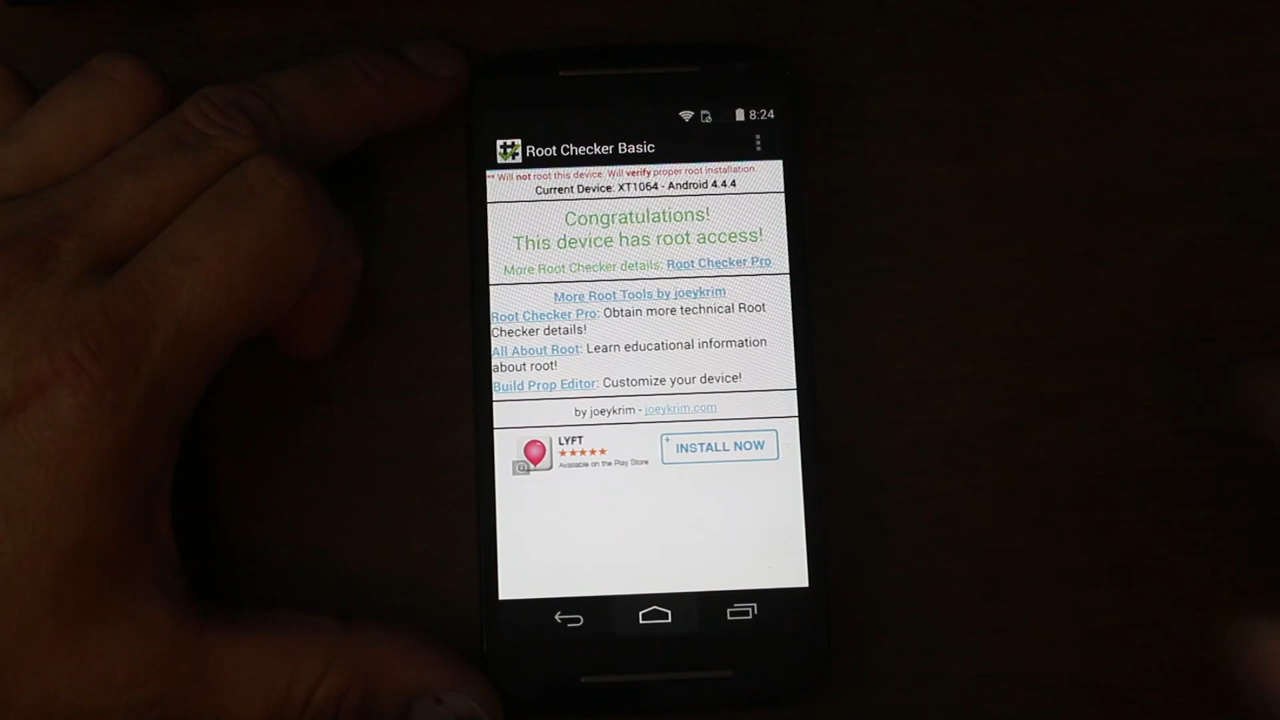 8:24
Root Checker Basic
** Will not root this device. Will verify proper root installation.
Current Device: XT1064 - Android 4.4.4
Congratulations!
This device has root access!
More Root Checker details: Root Checker Pro
More Root Tools by joeykrim
Root Checker Pro: Obtain more technical Root
Checker details!
All About Root: Learn educational information
about root!
Build Prop Editor: Customize your device!
by joeykrim - joeykrim.com
LYFT
Available on the Play Store
INSTALL NOW